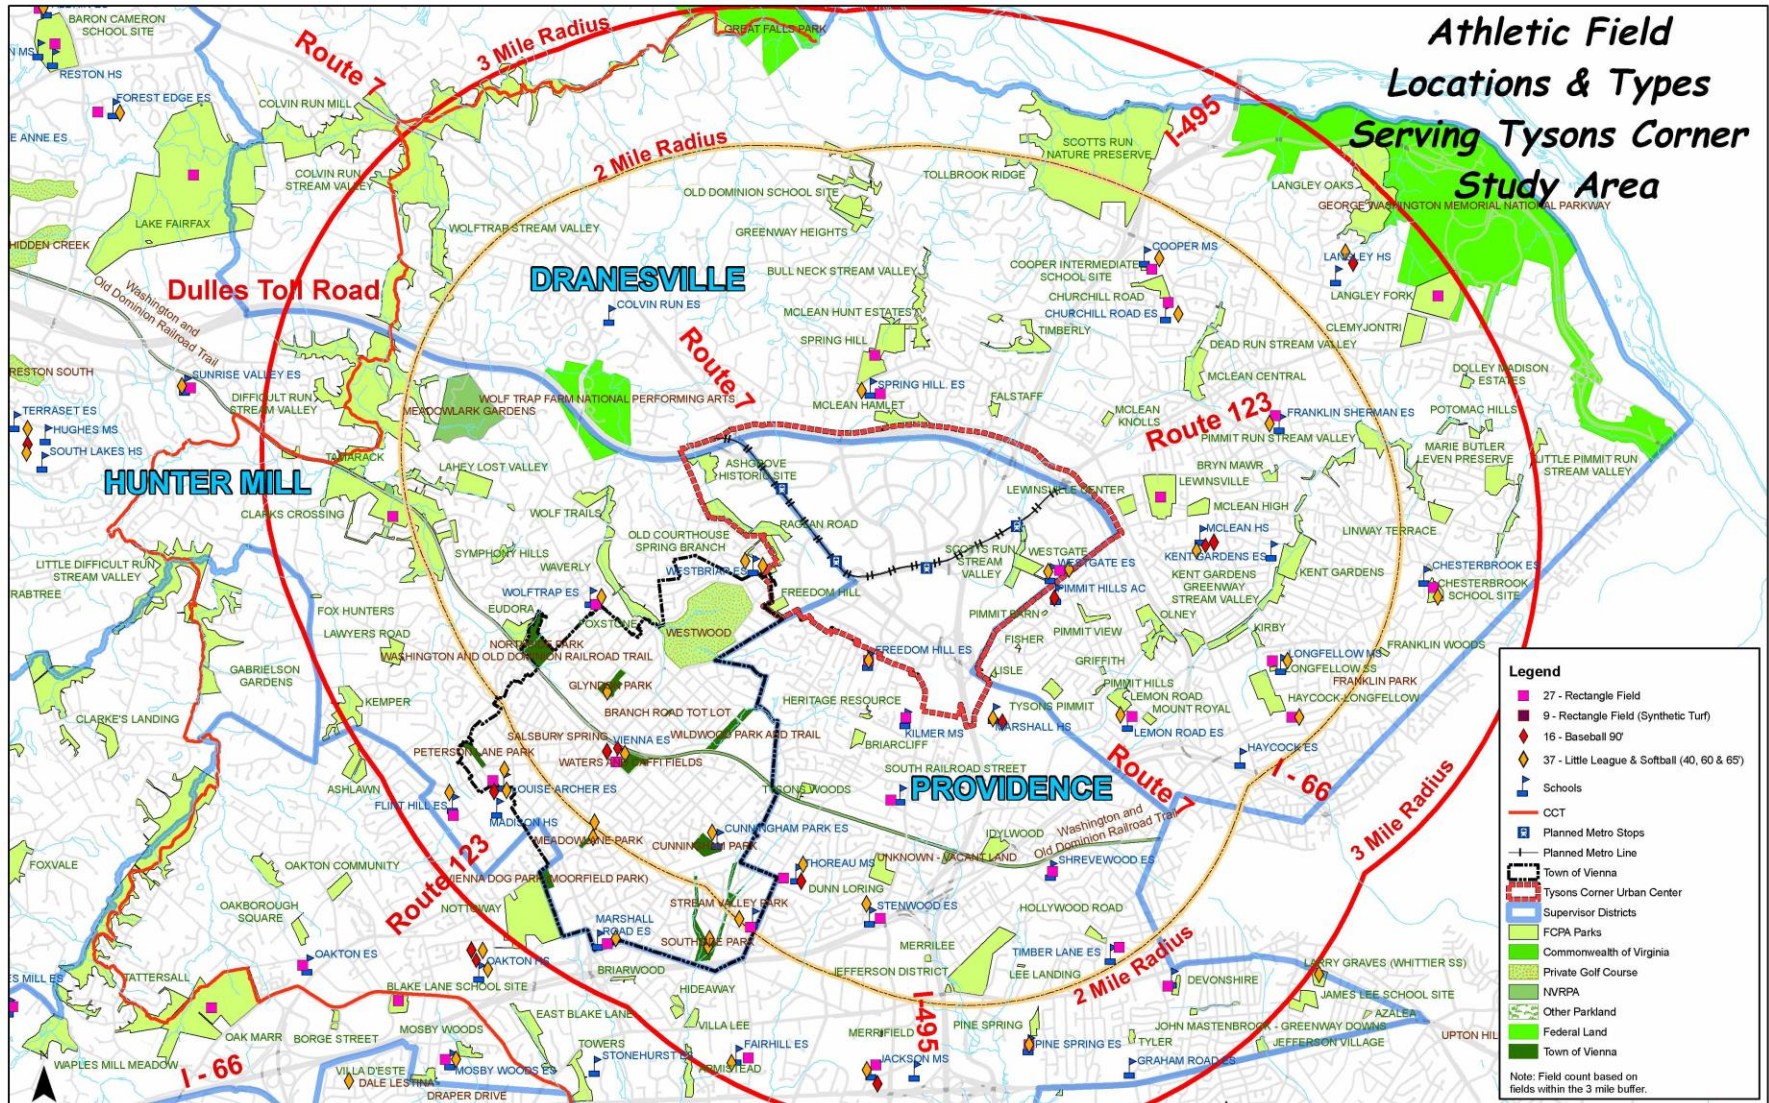 Athletic Field
Locations & Types
Serving Tysons Corner
Study Area
BARON CAMERON
SCHOOL SITE
RESTON HS
FOREST EDGE ES
E ANNE ES
COLVIN RUN MILL
Route 7
3 Mile Radius
GREAT FALLS PARK
2 Mile Radius
I-495
COLVIN RUN
STREAM VALLEY
LAKE FAIRFAX
HIDDEN CREEK
WOLFTRAP STREAM VALLEY
OLD DOMINION SCHOOL SITE
GREENWAY HEIGHTS
TOLLBROOK RIDGE
SCOTTS RUN
NATURE PRESERVE
LANGLEY OAKS
GEORGE WASHINGTON MEMORIAL NATIONAL PARKWAY
Dulles Toll Road
Washington and
Old Dominion Railroad Trail
DRANESVILLE
COLVIN RUN ES
BULL NECK STREAM VALLEY
COOPER MS
COOPER INTERMEDIATE
SCHOOL SITE
CHURCHILL ROAD
CHURCHILL ROAD ES
LANGLEY HS
LANGLEY FORK
CLEMYJONTRI
MCLEAN HUNT ESTATES
TIMBERLY
SPRING HILL
DEAD RUN STREAM VALLEY
MCLEAN CENTRAL
DOLLEY MADISON
ESTATES
RESTON SOUTH
SUNRISE VALLEY ES
DIFFICULT RUN
STREAM VALLEY
MEADOWLARK GARDENS
WOLF TRAP FARM NATIONAL PERFORMING ARTS
Route 7
SPRING HILL. ES
MCLEAN HAMLET
FALSTAFF
MCLEAN
KNOLLS
Route 123
FRANKLIN SHERMAN ES
PIMMIT RUN STREAM VALLEY
POTOMAC HILLS
MARIE BUTLER
LEVEN PRESERVE
LITTLE PIMMIT RUN
STREAM VALLEY
TERRASET ES
HUGHES MS
SOUTH LAKES HS
HUNTER MILL
TAMARACK
LAHEY LOST VALLEY
ASHGROVE
HISTORIC SITE
LEWINSVILLE CENTER
BRYN MAWR
LEWINSVILLE
MCLEAN HIGH
CLARKS CROSSING
WOLF TRAILS
RAGLAN ROAD
OLD COURTHOUSE
SPRING BRANCH
MCLEAN HS
KENT GARDENS ES
LINWAY TERRACE
SYMPHONY HILLS
WAVERLY
WESTBRIAR ES
SCOTTS RUN
STREAM
VALLEY
WESTGATE
WESTGATE ES
PIMMIT HILLS AC
KENT GARDENS
KENT GARDENS
GREENWAY
STREAM VALLEY
CHESTERBROOK ES
CHESTERBROOK
SCHOOL SITE
LITTLE DIFFICULT RUN
STREAM VALLEY
RABTREE
FOX HUNTERS
LAWYERS ROAD
WOLFTRAP ES
EUDORA
FOXSTONE
FREEDOM HILL
WESTWOOD
PIMMIT BARN
PIMMIT VIEW
OLNEY
FISHER
KIRBY
FRANKLIN WOODS
WASHINGTON AND OLD DOMINION RAILROAD TRAIL
FREEDOM HILL ES
LISLE
GRIFFITH
LONGFELLOW MS
LONGFELLOW SS
FRANKLIN PARK
HAYCOCK-LONGFELLOW
GABRIELSON
GARDENS
KEMPER
HERITAGE RESOURCE
PIMMIT HILLS
TYSONS PIMMIT
LEMON ROAD
MOUNT ROYAL
LEMON ROAD ES
CLARKE'S LANDING
BRANCH ROAD TOT LOT
SALSBURY SPRING
VIENNA ES
WILDWOOD PARK AND TRAIL
PETERSON LANE PARK
KILMER MS
MARSHALL HS
BRIARCLIFF
HAYCOCK ES
SOUTH RAILROAD STREET
PROVIDENCE
Route 7
I - 66
3 Mile Radius
ASHLAWN
FLINT HILL ES
LOUISE ARCHER ES
MADISON HS
TYSONS WOODS
MEADOWLANE PARK
CUNNINGHAM PARK ES
CUNNINGHAM PARK
IDYLWOOD
Washington and
Old Dominion Railroad Trail
UNKNOWN - VACANT LAND
SHREVEWOOD ES
FOXVALE
OAKTON COMMUNITY
Route 123
VIENNA DOG PARK (MOORFIELD PARK)
THOREAU MS
DUNN LORING
NOTTOWAY
OAKBOROUGH
SQUARE
STREAM VALLEY PARK
STENWOOD ES
HOLLYWOOD ROAD
MARSHALL
ROAD ES
SOUTHSIDE PARK
MERRILEE
TIMBER LANE ES
OAKTON ES
OAKTON HS
JEFFERSON DISTRICT
LEE LANDING
2 Mile Radius
LARRY GRAVES (WHITTIER SS)
TATTERSALL
BRIARWOOD
BLAKE LANE SCHOOL SITE
HIDEAWAY
I-495
DEVONSHIRE
JAMES LEE SCHOOL SITE
AZALEA
OAK MARR
BORGE STREET
MOSBY WOODS
EAST BLAKE LANE
VILLA LEE
MERRIFIELD
PINE SPRING
JOHN MASTENBROOK - GREENWAY DOWNS
TYLER
JEFFERSON VILLAGE
UPTON HIL
WAPLES MILL MEADOW
I - 66
VILLA D'ESTE
DALE LESTINA
DRAPER DRIVE
MOSBY WOODS ES
TOWERS
STONEHURST ES
FAIRHILL ES
ARMISTEAD
JACKSON MS
PINE SPRING ES
GRAHAM ROAD ES
N
Legend
27 - Rectangle Field
9 - Rectangle Field (Synthetic Turf)
16 - Baseball 90'
37 - Little League & Softball (40, 60 & 65')
Schools
CCT
Planned Metro Stops
Planned Metro Line
Town of Vienna
Tysons Corner Urban Center
Supervisor Districts
FCPA Parks
Commonwealth of Virginia
Private Golf Course
NVRPA
Other Parkland
Federal Land
Town of Vienna
Note: Field count based on
fields within the 3 mile buffer.